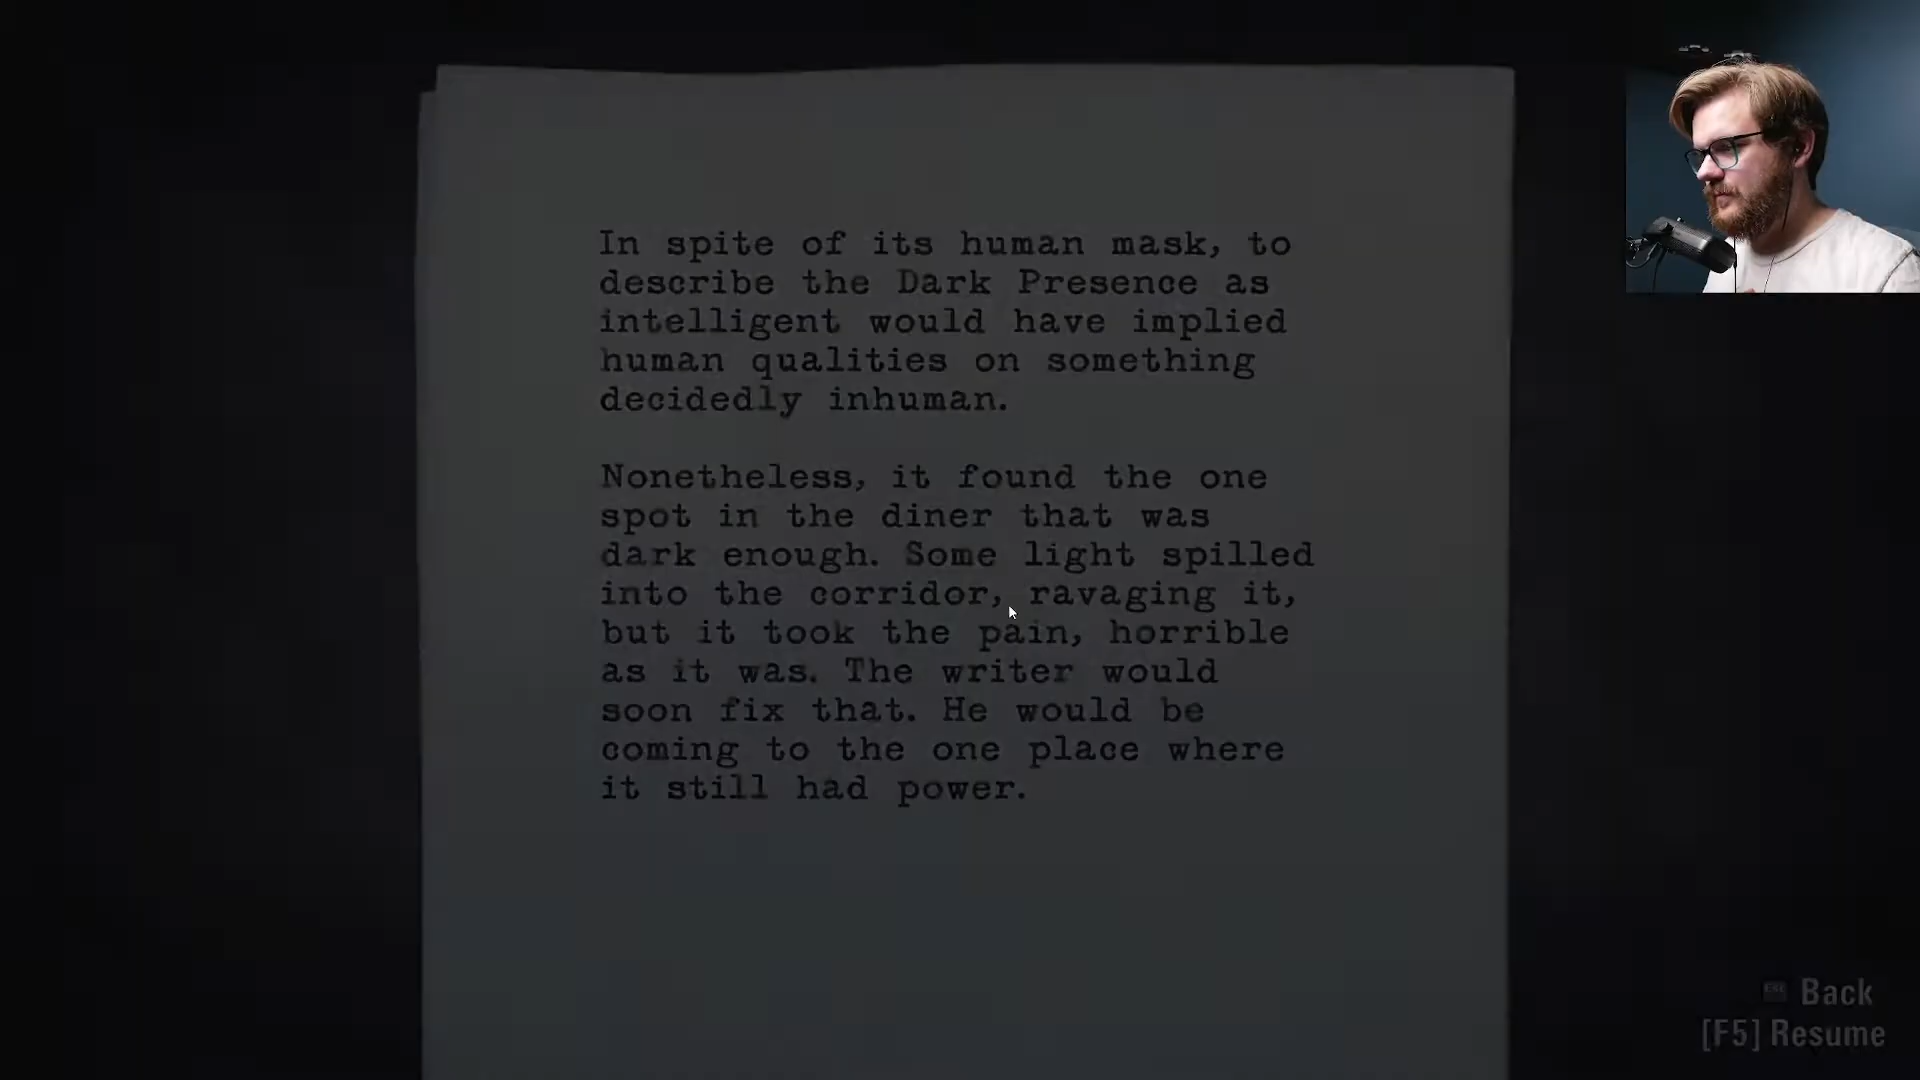 In spite of its human mask, to
describe the Dark Presence as
intelligent would have implied
human qualities on something
decidedly inhuman.
Nonetheless, it found the one
spot in the diner that was
dark enough. Some light spilled
into the corridor, ravaging it,
but it took the pain, horrible
as it was. The writer would
soon fix that. He would be
coming to the one place where
it still had power.
ESC Back
[F5] Resume